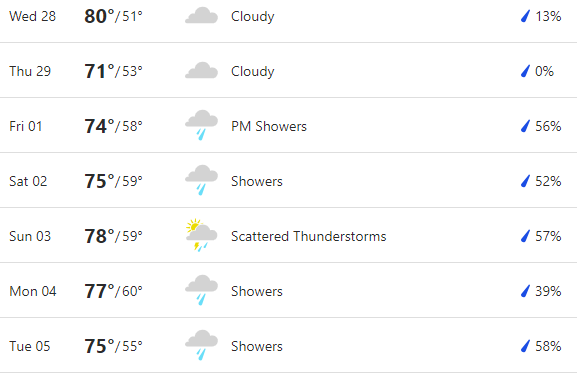 Wed 28 80°/51° Cloudy 13%
Thu 29 71°/53° Cloudy 0%
Fri 01 74°/58° PM Showers 56%
Sat 02 75°/59° Showers 52%
Sun 03 78°/59° Scattered Thunderstorms 57%
Mon 04 77°/60° Showers 39%
Tue 05 75°/55° Showers 58%